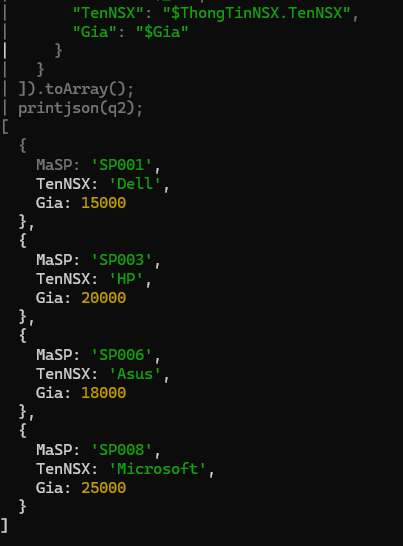 |       "TenNSX": "$ThongTinNSX.TenNSX",
|       "Gia": "$Gia"
|     }
|   }
| ]).toArray();
| printjson(q2);
[
  {
    MaSP: 'SP001',
    TenNSX: 'Dell',
    Gia: 15000
  },
  {
    MaSP: 'SP003',
    TenNSX: 'HP',
    Gia: 20000
  },
  {
    MaSP: 'SP006',
    TenNSX: 'Asus',
    Gia: 18000
  },
  {
    MaSP: 'SP008',
    TenNSX: 'Microsoft',
    Gia: 25000
  }
]